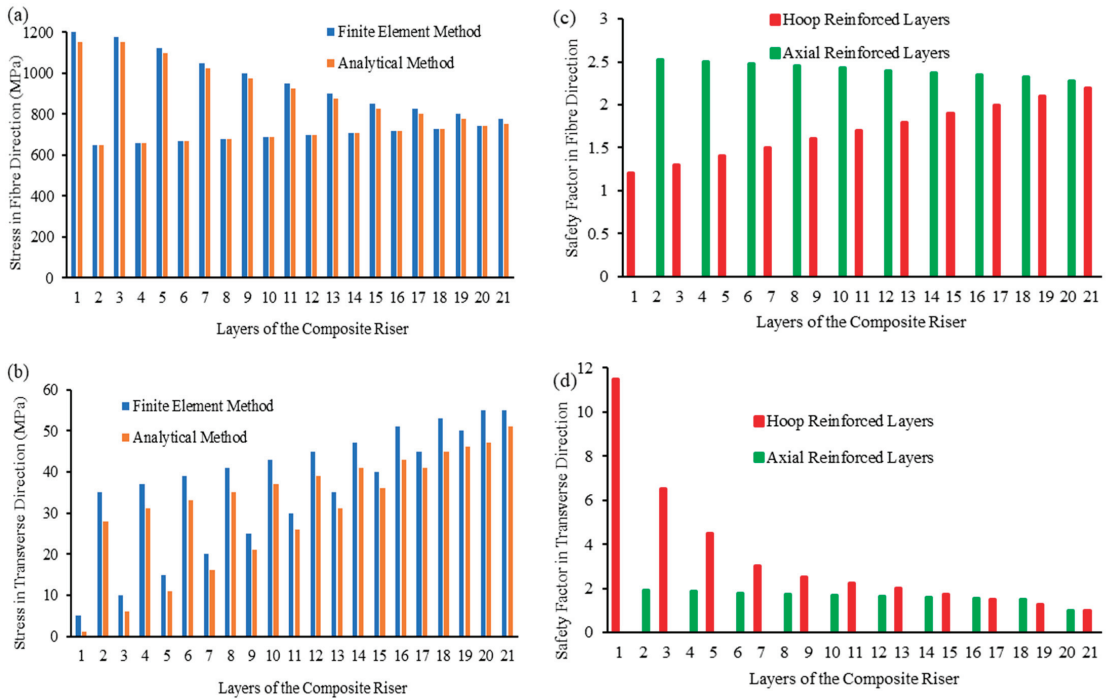 (a)
Stress in Fibre Direction (MPa)
1200
1000
800
600
400
200
0
Finite Element Method
Analytical Method
1 2 3 4 5 6 7 8 9 10 11 12 13 14 15 16 17 18 19 20 21
Layers of the Composite Riser
(b)
Stress in Transverse Direction (MPa)
60
50
40
30
20
10
0
Finite Element Method
Analytical Method
1 2 3 4 5 6 7 8 9 10 11 12 13 14 15 16 17 18 19 20 21
Layers of the Composite Riser
(c)
Safety Factor in Fibre Direction
3
2.5
2
1.5
1
0.5
0
Hoop Reinforced Layers
Axial Reinforced Layers
1 2 3 4 5 6 7 8 9 10 11 12 13 14 15 16 17 18 19 20 21
Layers of the Composite Riser
(d)
Safety Factor in Transverse Direction
12
10
8
6
4
2
0
Hoop Reinforced Layers
Axial Reinforced Layers
1 2 3 4 5 6 7 8 9 10 11 12 13 14 15 16 17 18 19 20 21
Layers of the Composite Riser